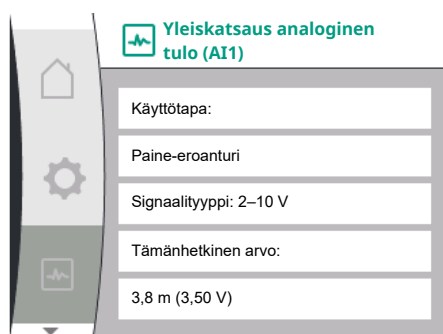 Yleiskatsaus analoginen
tulo (AI1)
Käyttötapa:
Paine-eroanturi
Signaalityyppi: 2–10 V
Tämänhetkinen arvo:
3,8 m (3,50 V)